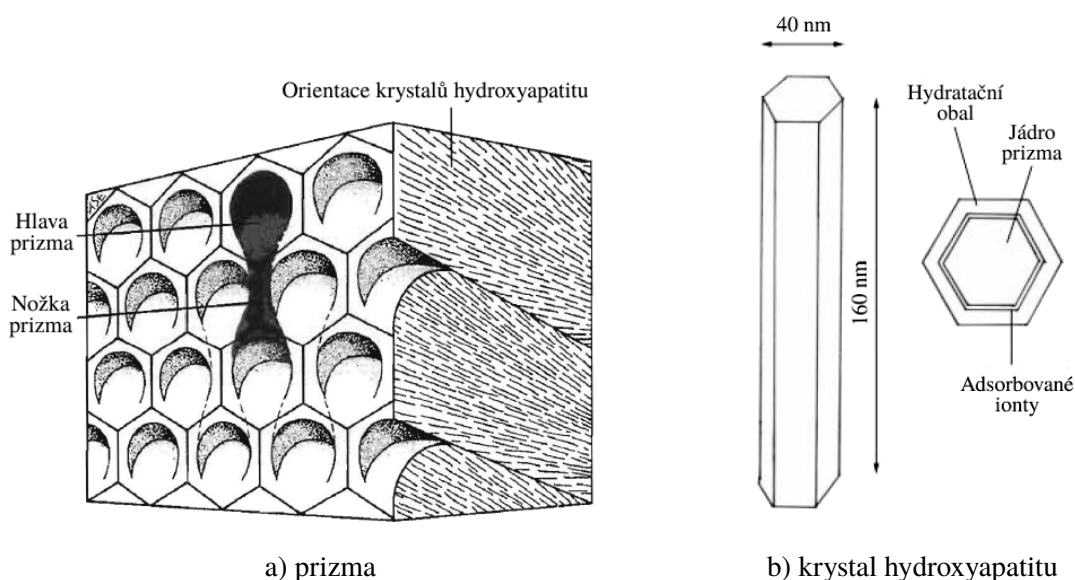 Orientace krystalů hydroxyapatitu
Hlava
prizma
Nožka
prizma
a) prizma
40 nm
160 nm
Hydratační
obal
Jádro
prizma
Adsorbované
ionty
b) krystal hydroxyapatitu